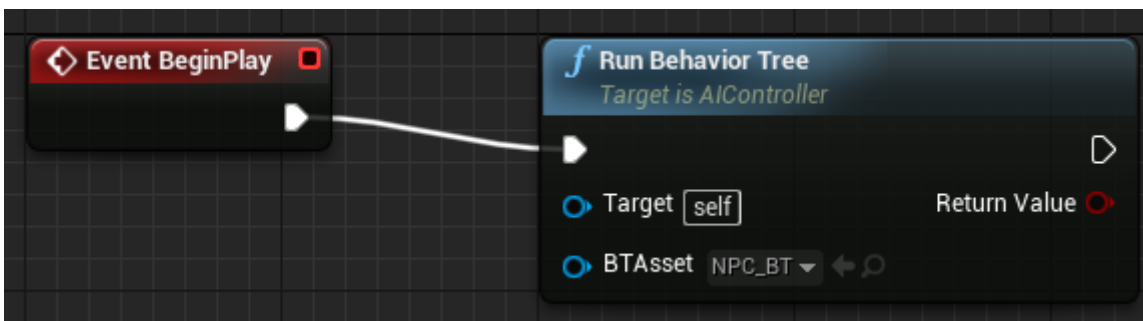 Event BeginPlay
f Run Behavior Tree
Target is AIController
Target self
Return Value
BTAsset NPC_BT